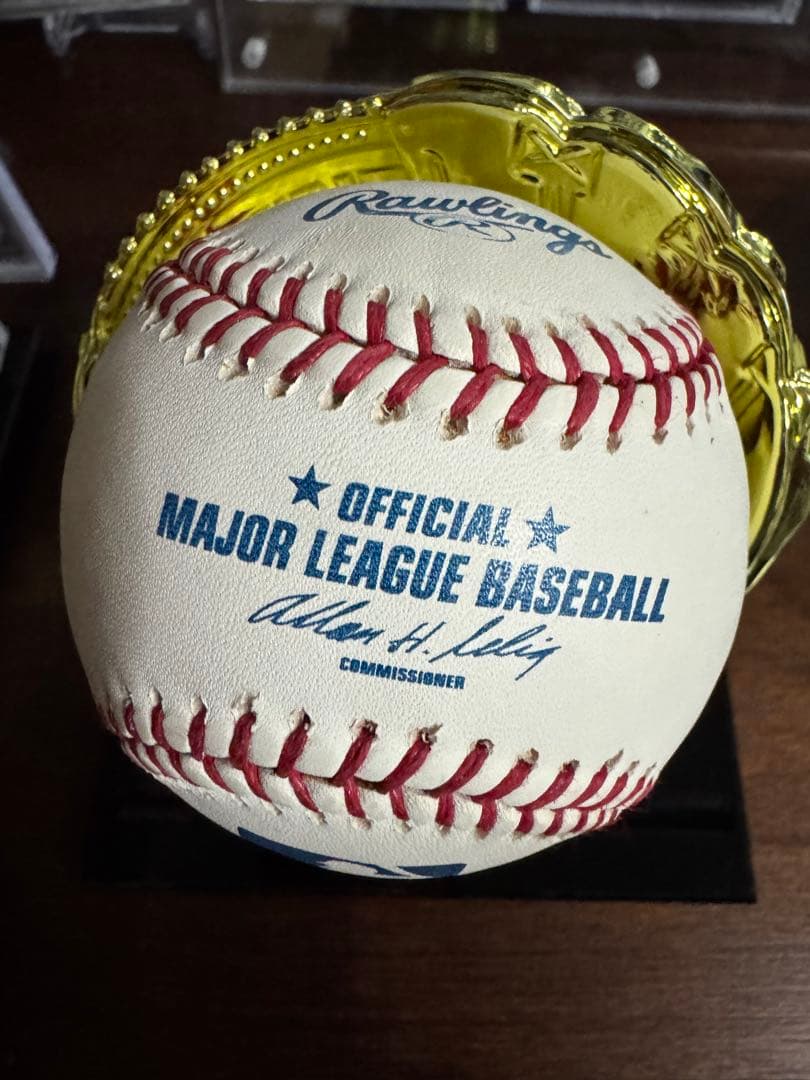 Rawlings
R
★ OFFICIAL ★
MAJOR LEAGUE BASEBALL
Allan H. Selig
COMMISSIONER